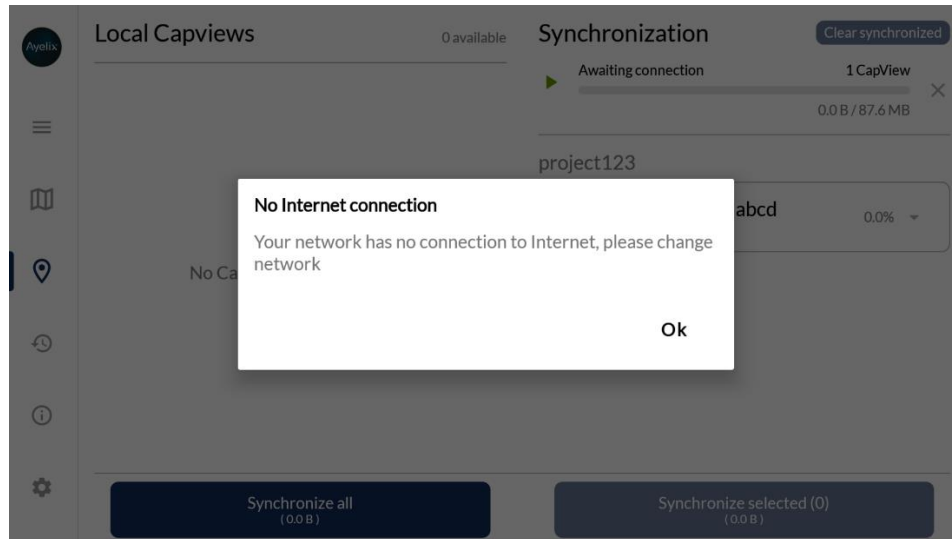 Ayelix
Local Capviews
0 available
Synchronization
Clear synchronized
Awaiting connection
1 CapView
0.0 B / 87.6 MB
project123
abcd
0.0%
No Internet connection
Your network has no connection to Internet, please change
network
Ok
No Ca
Synchronize all
( 0.0 B )
Synchronize selected (0)
( 0.0 B )